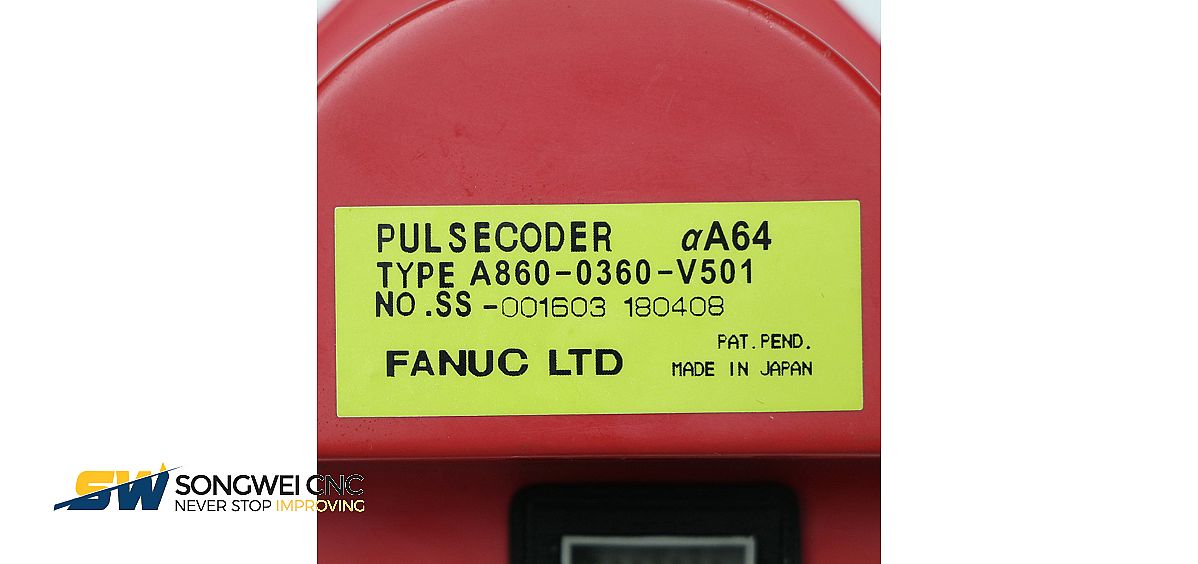 PULSECODER αA64
TYPE A860-0360-V501
NO.SS-001603 180408
PAT.PEND.
FANUC LTD MADE IN JAPAN
SW SONGWEI CNC
NEVER STOP IMPROVING